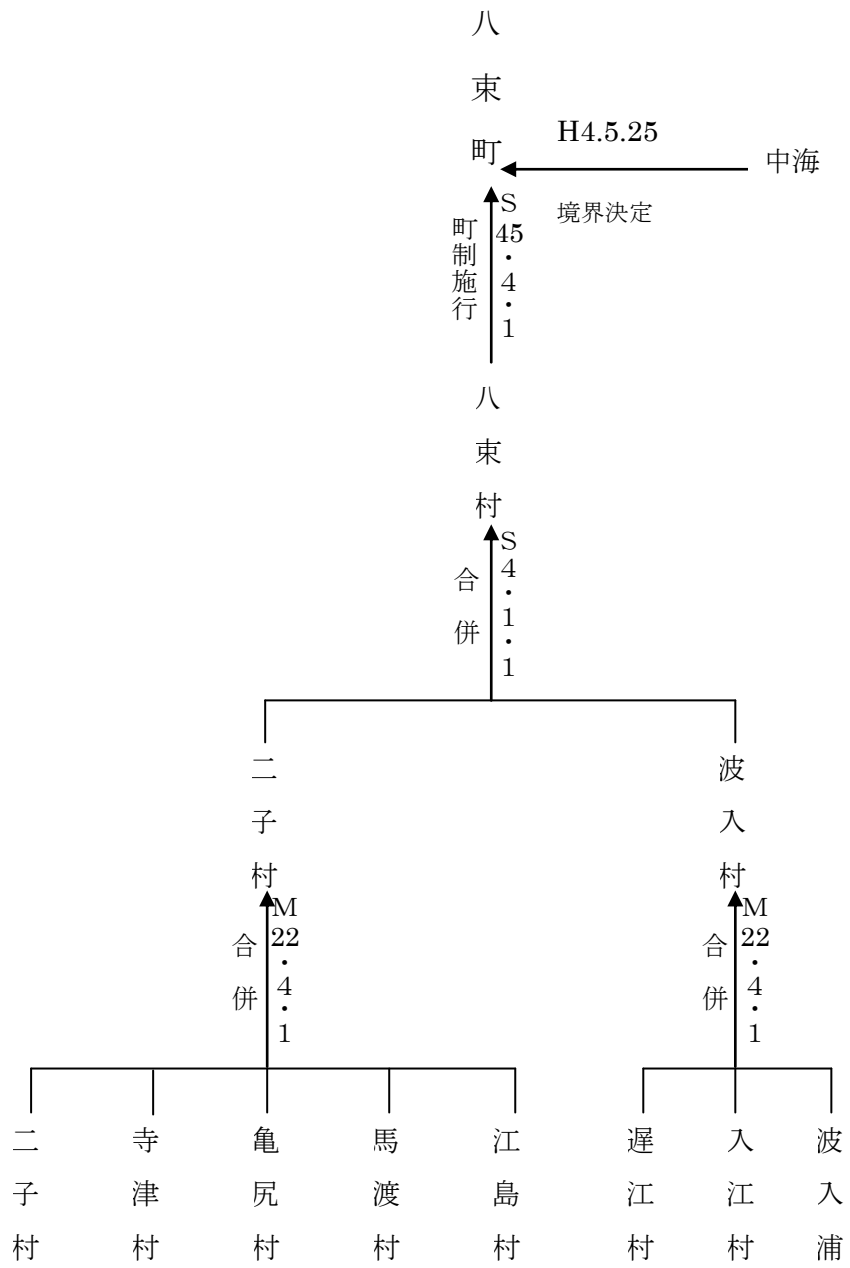 八束町
H4.5.25
中海
境界決定
町制施行
S45・4・1
八束村
合併
S4・1・1
二子村
波入村
合併
M22・4・1
合併
M22・4・1
二子村
寺津村
亀尻村
馬渡村
江島村
遅江村
入江村
波入浦